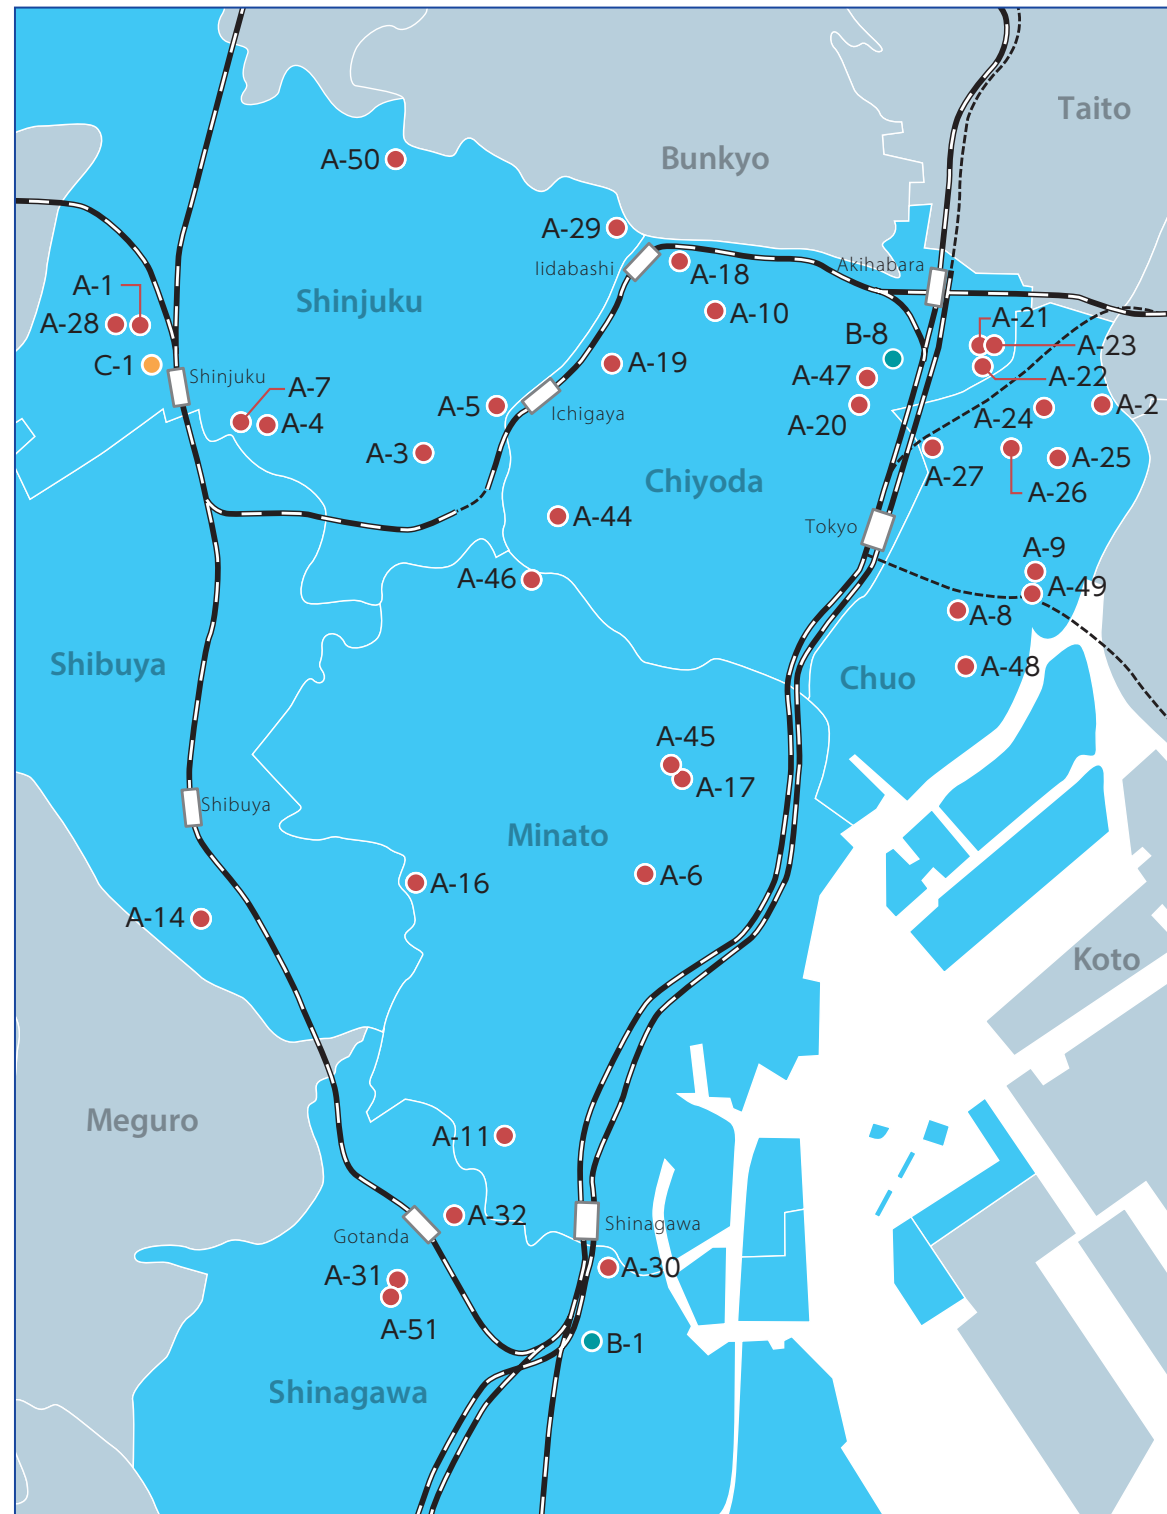 Taito
Bunkyo
A-50
A-29
Iidabashi
A-18
Akihabara
A-1
Shinjuku
A-10
A-21
A-28
B-8
A-23
C-1
A-19
Shinjuku
A-7
A-47
A-22
A-5
Ichigaya
A-24
A-2
A-4
A-20
A-3
A-27
A-25
Chiyoda
A-26
A-44
Tokyo
A-9
A-46
A-49
A-8
Shibuya
A-48
Chuo
A-45
A-17
Shibuya
Minato
A-16
A-6
A-14
Koto
Meguro
A-11
A-32
Shinagawa
Gotanda
A-30
A-31
A-51
B-1
Shinagawa